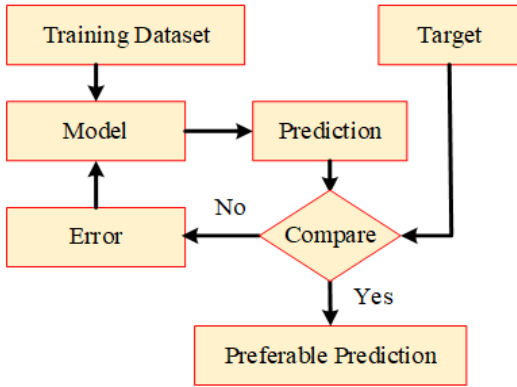 Training Dataset
Target
Model
Prediction
No
Error
Compare
Yes
Preferable Prediction